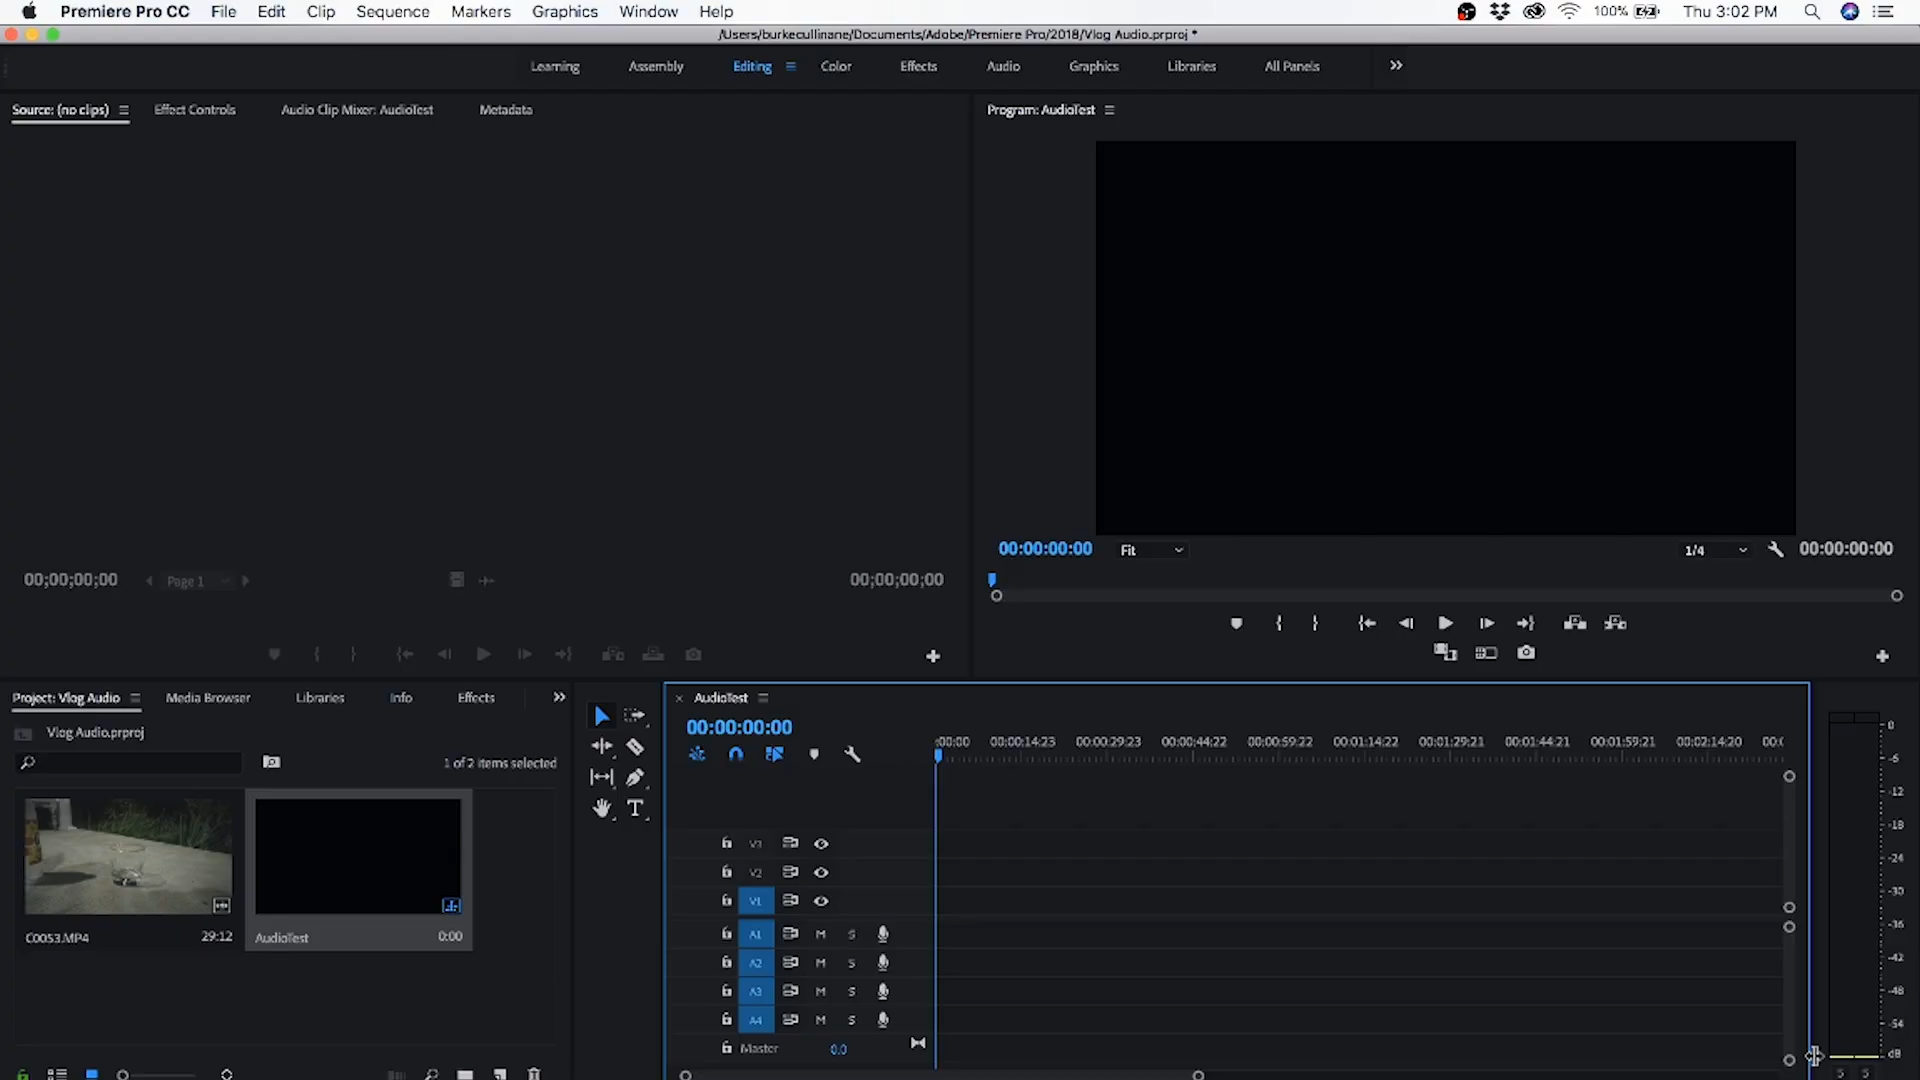 Premiere Pro CC File Edit Clip Sequence Markers Graphics Window Help 100% Thu 3:02 PM
/Users/burkecullinane/Documents/Adobe/Premiere Pro/2018/Vlog Audio.prproj *
Learning Assembly Editing Color Effects Audio Graphics Libraries All Panels
Source: (no clips) Effect Controls Audio Clip Mixer: AudioTest Metadata
Program: AudioTest
00:00:00:00 Fit 1/4 00:00:00:00
00;00;00;00 Page 1 00;00;00;00
Project: Vlog Audio Media Browser Libraries Info Effects
AudioTest
Vlog Audio.prproj
00:00:00:00
1 of 2 items selected
:00:00 00:00:14:23 00:00:29:23 00:00:44:22 00:00:59:22 00:01:14:22 00:01:29:21 00:01:44:21 00:01:59:21 00:02:14:20
C0053.MP4 29:12
AudioTest 0:00
V3
V2
V1
A1 M S
A2 M S
A3 M S
A4 M S
Master 0.0
0
-6
-12
-18
-24
-30
-36
-42
-48
-54
dB
S S